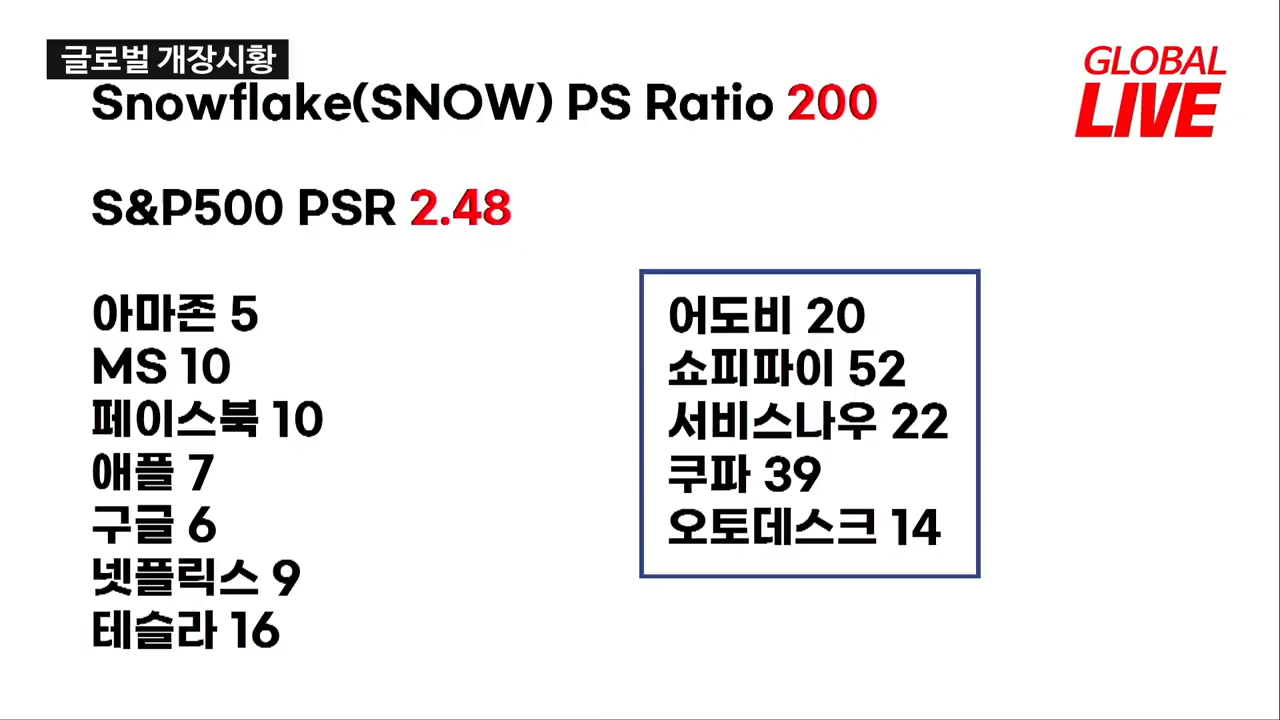 글로벌 개장시황
GLOBAL
LIVE
Snowflake(SNOW) PS Ratio 200
S&P500 PSR 2.48
아마존 5
MS 10
페이스북 10
애플 7
구글 6
넷플릭스 9
테슬라 16
어도비 20
쇼피파이 52
서비스나우 22
쿠파 39
오토데스크 14